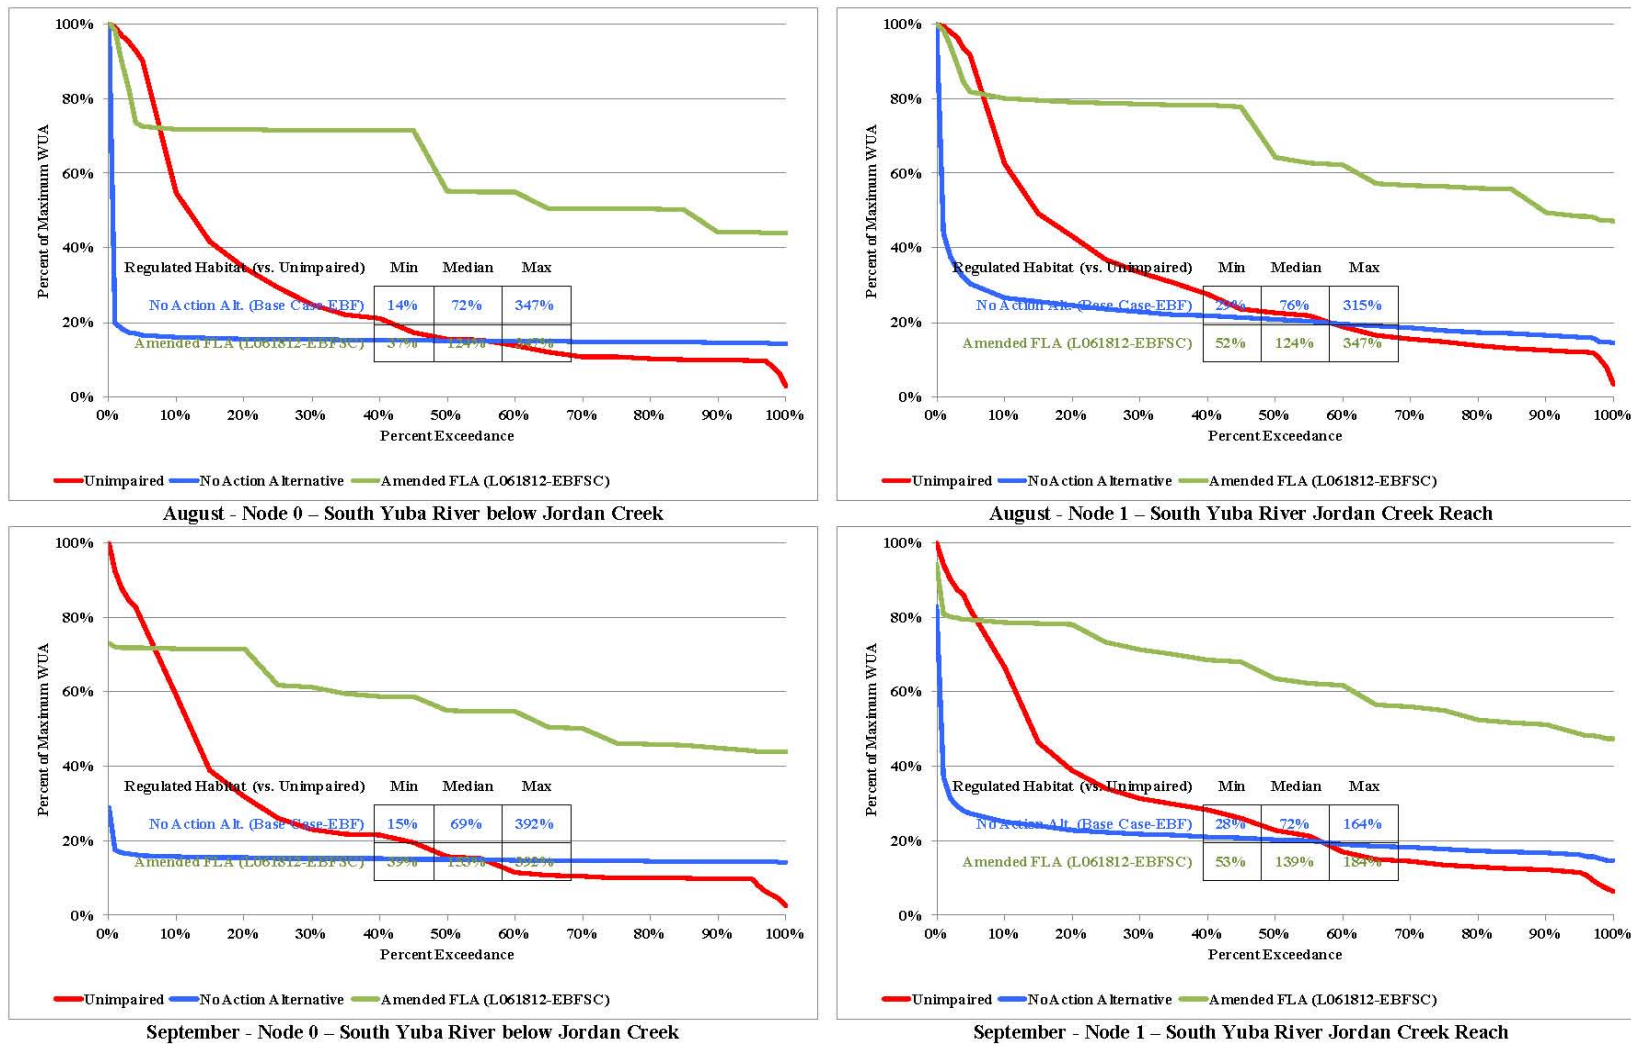 100%
80%
60%
40%
20%
0%
Percent of Maximum WUA
Regulated Habitat (vs. Unimpaired) Min Median Max
No Action Alt. (Base Case-EBF) 14% 72% 347%
Amended FLA (L061812-EBFSC) 37% 124%
0% 10% 20% 30% 40% 50% 60% 70% 80% 90% 100%
Percent Exceedance
Unimpaired No Action Alternative Amended FLA (L061812-EBFSC)
August - Node 0 – South Yuba River below Jordan Creek
100%
80%
60%
40%
20%
0%
Percent of Maximum WUA
Regulated Habitat (vs. Unimpaired) Min Median Max
No Action Alt. (Base Case-EBF) 76% 315%
Amended FLA (L061812-EBFSC) 52% 124% 347%
0% 10% 20% 30% 40% 50% 60% 70% 80% 90% 100%
Percent Exceedance
Unimpaired No Action Alternative Amended FLA (L061812-EBFSC)
August - Node 1 – South Yuba River Jordan Creek Reach
100%
80%
60%
40%
20%
0%
Percent of Maximum WUA
Regulated Habitat (vs. Unimpaired) Min Median Max
No Action Alt. (Base Case-EBF) 15% 69% 392%
Amended FLA (L061812-EBFSC) 392%
0% 10% 20% 30% 40% 50% 60% 70% 80% 90% 100%
Percent Exceedance
Unimpaired No Action Alternative Amended FLA (L061812-EBFSC)
September - Node 0 – South Yuba River below Jordan Creek
100%
80%
60%
40%
20%
0%
Percent of Maximum WUA
Regulated Habitat (vs. Unimpaired) Min Median Max
No Action Alt. (Base Case-EBF) 28% 72% 164%
Amended FLA (L061812-EBFSC) 53% 139% 184%
0% 10% 20% 30% 40% 50% 60% 70% 80% 90% 100%
Percent Exceedance
Unimpaired No Action Alternative Amended FLA (L061812-EBFSC)
September - Node 1 – South Yuba River Jordan Creek Reach